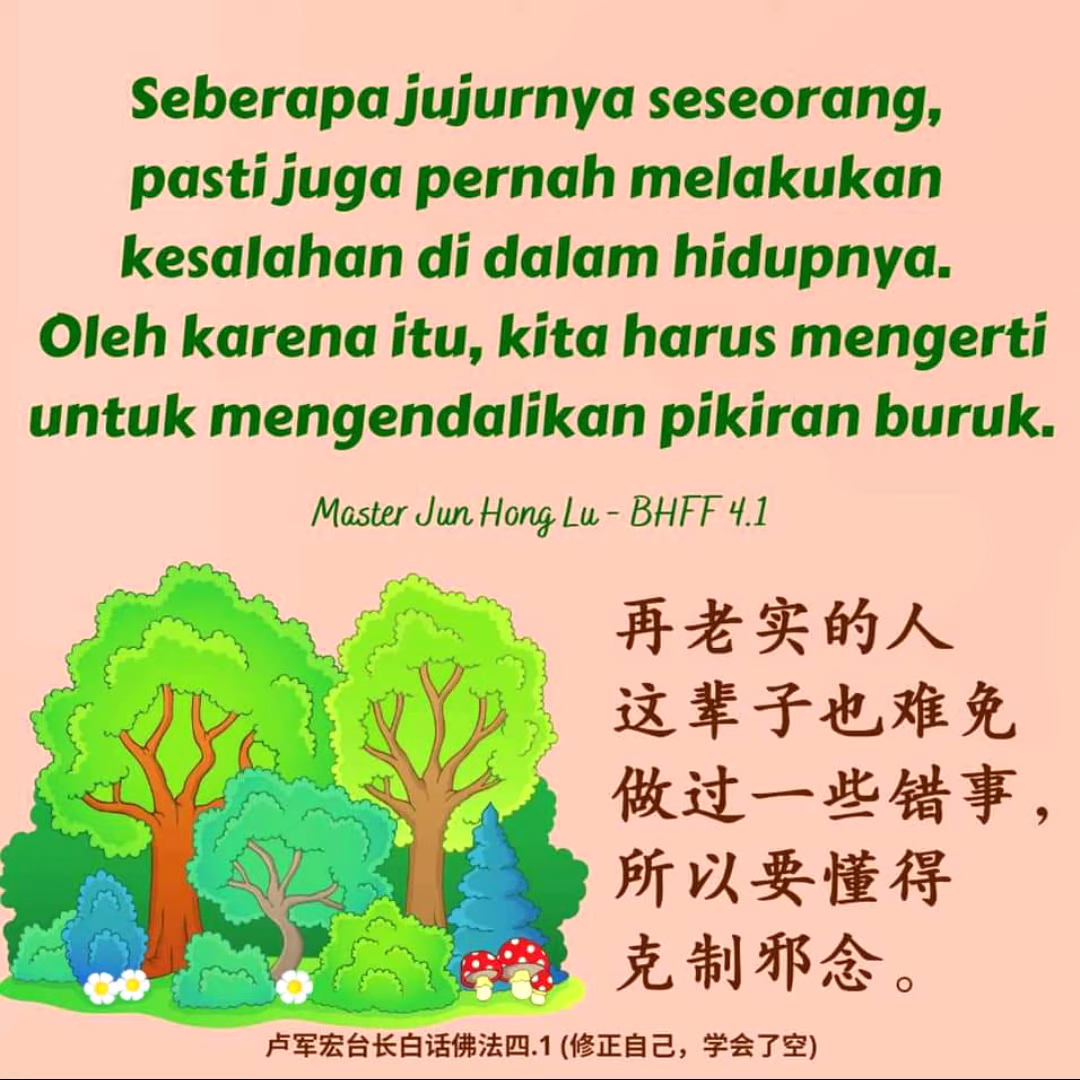 Seberapa jujurnya seseorang,
pasti juga pernah melakukan
kesalahan di dalam hidupnya.
Oleh karena itu, kita harus mengerti
untuk mengendalikan pikiran buruk.
Master Jun Hong Lu - BHFF 4.1
再老实的人
这辈子也难免
做过一些错事，
所以要懂得
克制邪念。
卢军宏台长白话佛法四.1 (修正自己，学会了空)